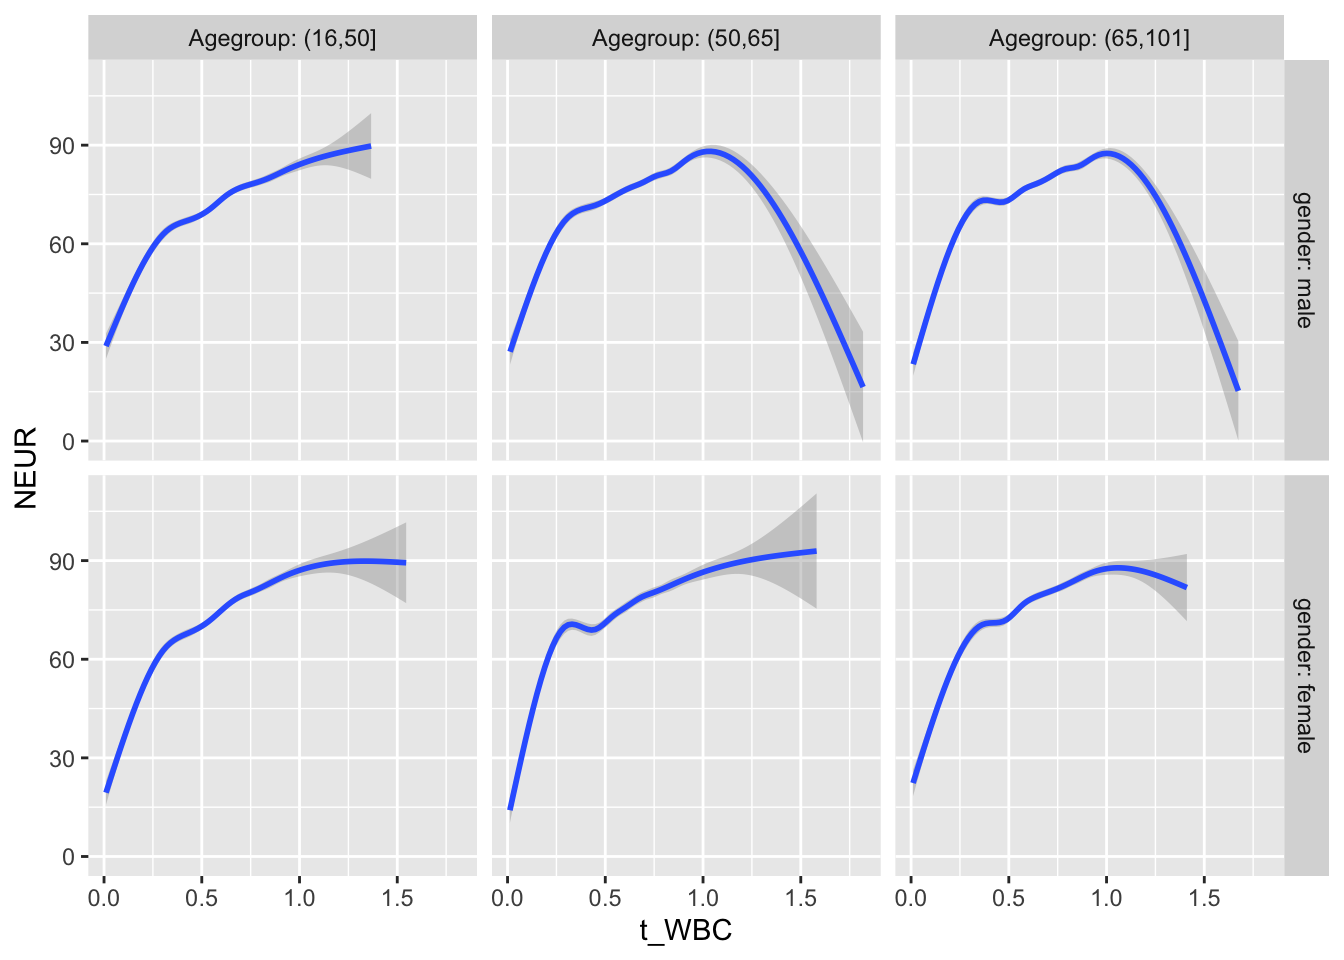 Agegroup: (16,50]
Agegroup: (50,65]
Agegroup: (65,101]
90
60
30
0
gender: male
NEUR
90
60
30
0
gender: female
0.0 0.5 1.0 1.5
0.0 0.5 1.0 1.5
0.0 0.5 1.0 1.5
t_WBC